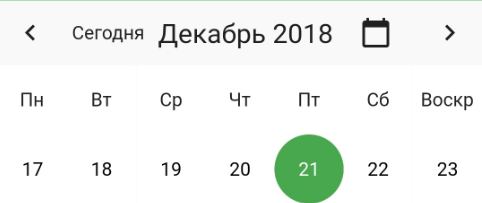 Сегодня Декабрь 2018
Пн Вт Ср Чт Пт Сб Воскр
17 18 19 20 21 22 23